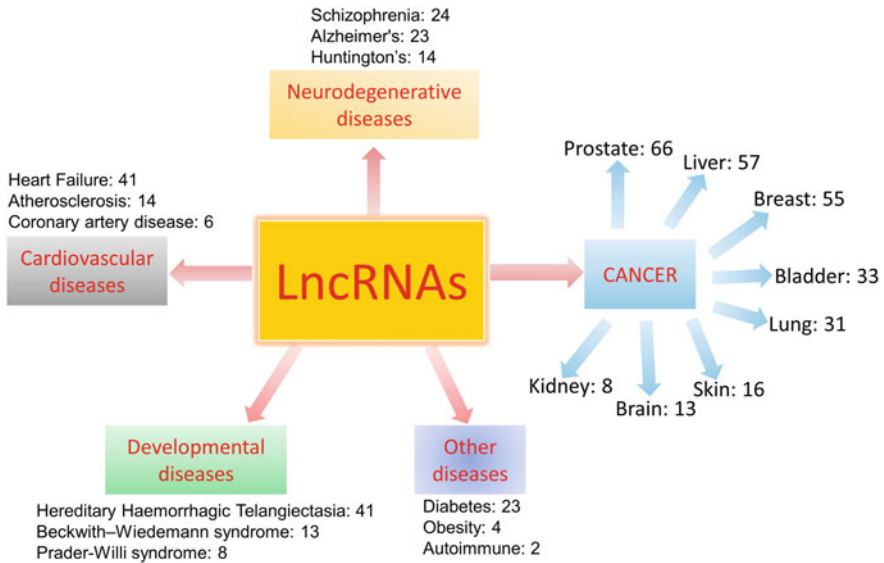 Schizophrenia: 24
Alzheimer's: 23
Huntington’s: 14
Neurodegenerative
diseases
Heart Failure: 41
Atherosclerosis: 14
Coronary artery disease: 6
Cardiovascular
diseases
LncRNAs
CANCER
Prostate: 66
Liver: 57
Breast: 55
Bladder: 33
Lung: 31
Skin: 16
Brain: 13
Kidney: 8
Developmental
diseases
Hereditary Haemorrhagic Telangiectasia: 41
Beckwith–Wiedemann syndrome: 13
Prader-Willi syndrome: 8
Other
diseases
Diabetes: 23
Obesity: 4
Autoimmune: 2